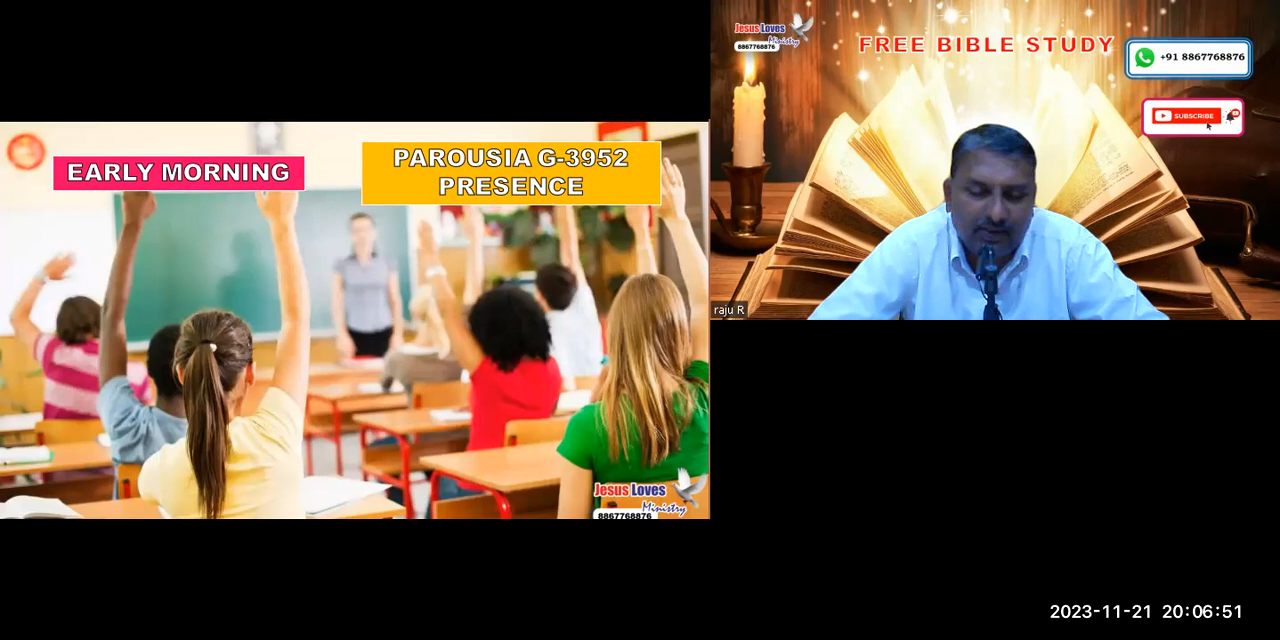 EARLY MORNING
PAROUSIA G-3952
PRESENCE
Jesus Loves
Ministry
8867768876
Jesus Loves
Ministry
8867768876
FREE BIBLE STUDY
+91 8867768876
SUBSCRIBE
raju R
2023-11-21 20:06:51